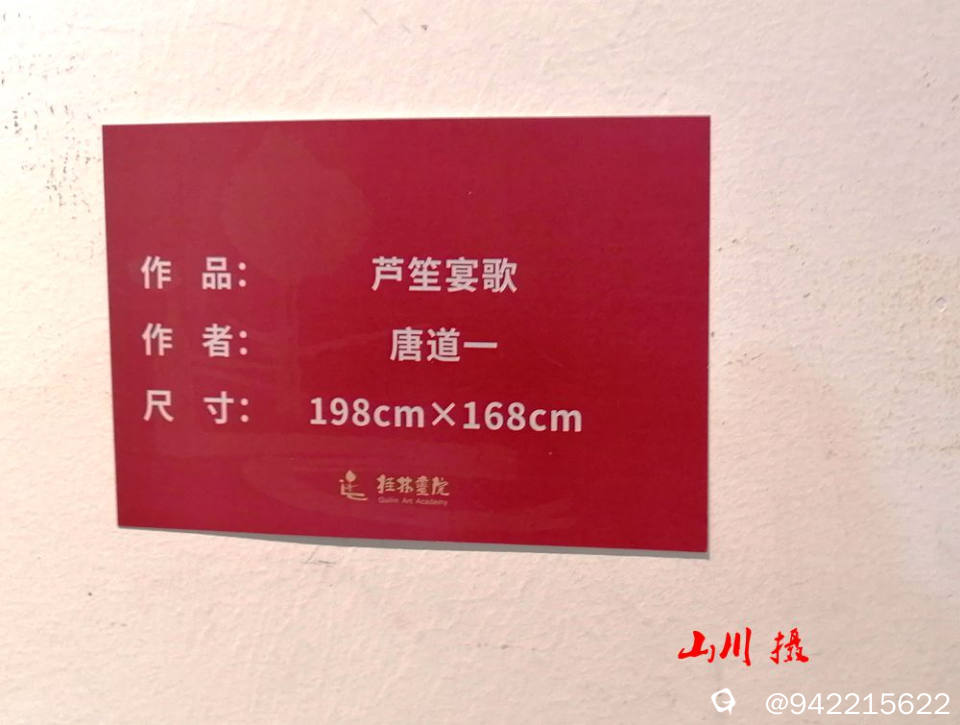 作 品： 芦笙宴歌
作 者： 唐道一
尺 寸： 198cm×168cm
桂林画院
Guilin Art Academy
山川 摄
@942215622